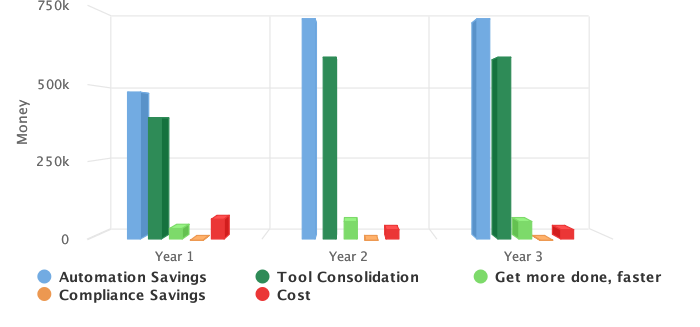 750k
500k
250k
0
Money
Year 1 Year 2 Year 3
Automation Savings Tool Consolidation Get more done, faster
Compliance Savings Cost